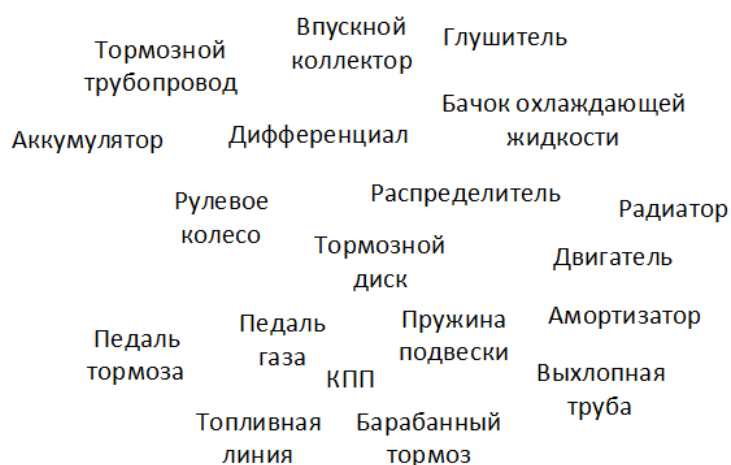 Тормозной
трубопровод
Впускной
коллектор
Глушитель
Аккумулятор
Дифференциал
Бачок охлаждающей
жидкости
Рулевое
колесо
Распределитель
Радиатор
Тормозной
диск
Двигатель
Педаль
тормоза
Педаль
газа
КПП
Пружина
подвески
Амортизатор
Выхлопная
труба
Топливная
линия
Барабанный
тормоз